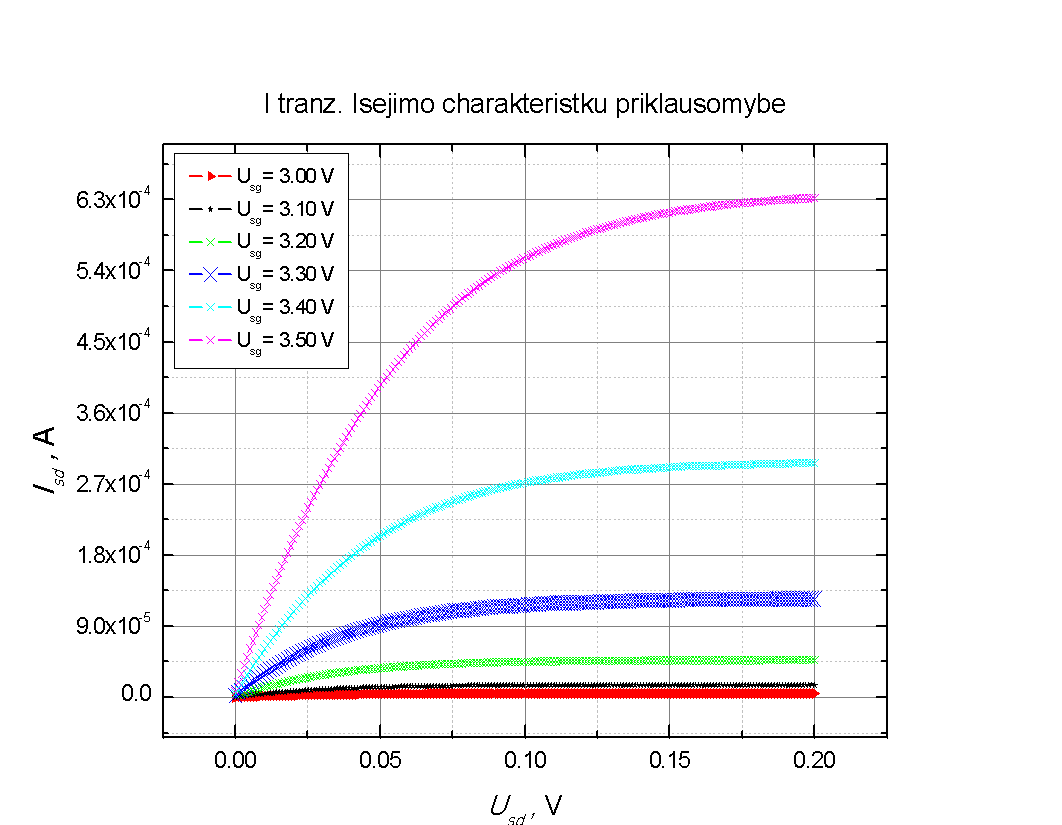 I tranz. Isejimo charakteristku priklausomybe
U_sg = 3.00 V
U_sg = 3.10 V
U_sg = 3.20 V
U_sg = 3.30 V
U_sg = 3.40 V
U_sg = 3.50 V
6.3x10^-4
5.4x10^-4
4.5x10^-4
3.6x10^-4
2.7x10^-4
1.8x10^-4
9.0x10^-5
0.0
I_sd, A
0.00 0.05 0.10 0.15 0.20
U_sd, V